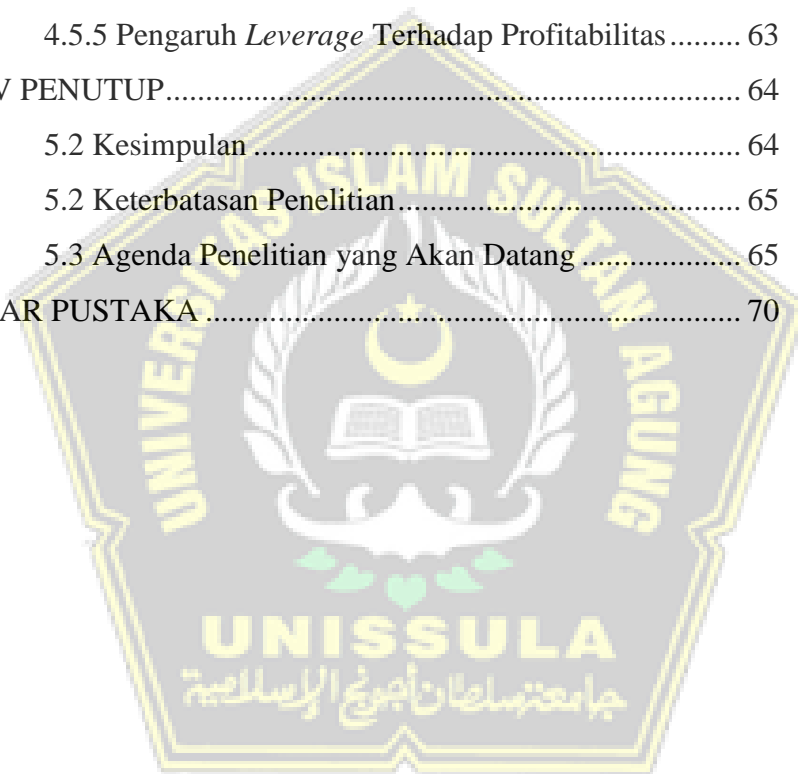 4.5.5 Pengaruh Leverage Terhadap Profitabilitas ......... 63
V PENUTUP ........................................................................ 64
5.2 Kesimpulan ............................................................. 64
5.2 Keterbatasan Penelitian ........................................... 65
5.3 Agenda Penelitian yang Akan Datang ................... 65
AR PUSTAKA .................................................................... 70
UNIVERSITAS ISLAM SULTAN AGUNG
UNISSULA
جامعة سلطان أجونج الإسلامية